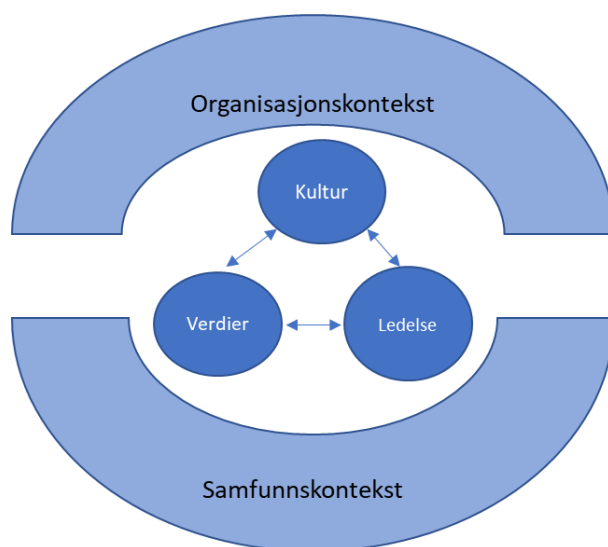 Organisasjonskontekst
Kultur
Verdier
Ledelse
Samfunnskontekst